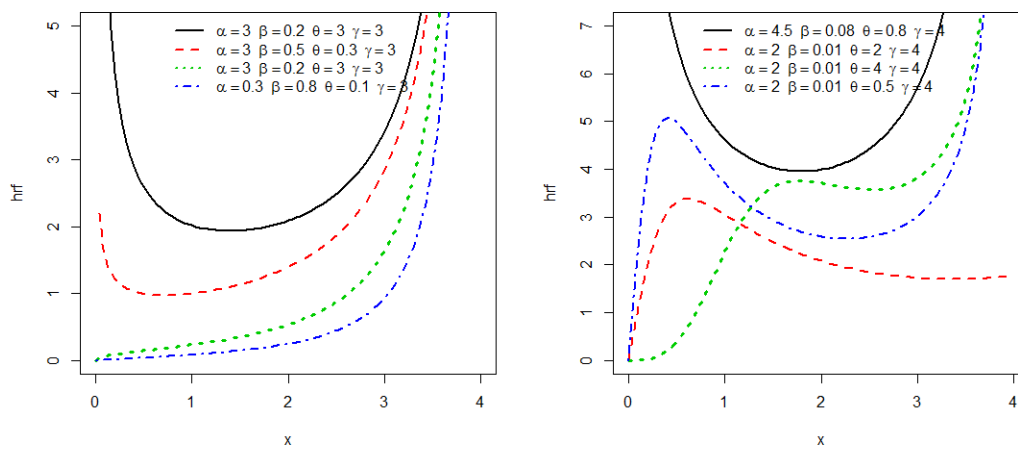 α=3 β=0.2 θ=3 γ=3
α=3 β=0.5 θ=0.3 γ=3
α=3 β=0.2 θ=3 γ=3
α=0.3 β=0.8 θ=0.1 γ=3
hrf
5
4
3
2
1
0
0 1 2 3 4
x
α=4.5 β=0.08 θ=0.8 γ=4
α=2 β=0.01 θ=2 γ=4
α=2 β=0.01 θ=4 γ=4
α=2 β=0.01 θ=0.5 γ=4
hrf
7
6
5
4
3
2
1
0
0 1 2 3 4
x